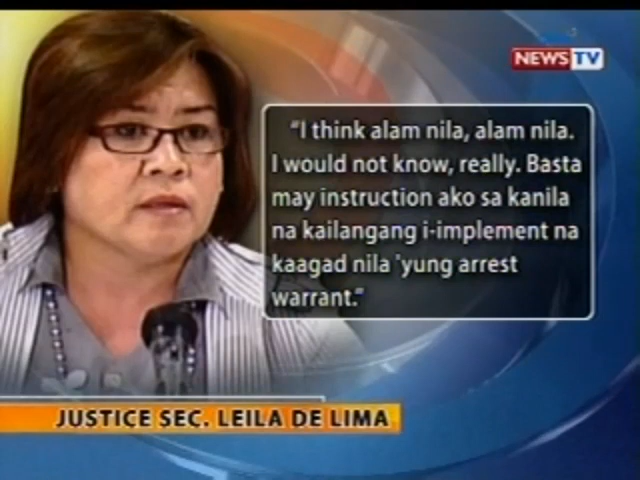 NEWS TV
"I think alam nila, alam nila.
I would not know, really. Basta
may instruction ako sa kanila
na kailangang i-implement na
kaagad nila 'yung arrest
warrant."
JUSTICE SEC. LEILA DE LIMA